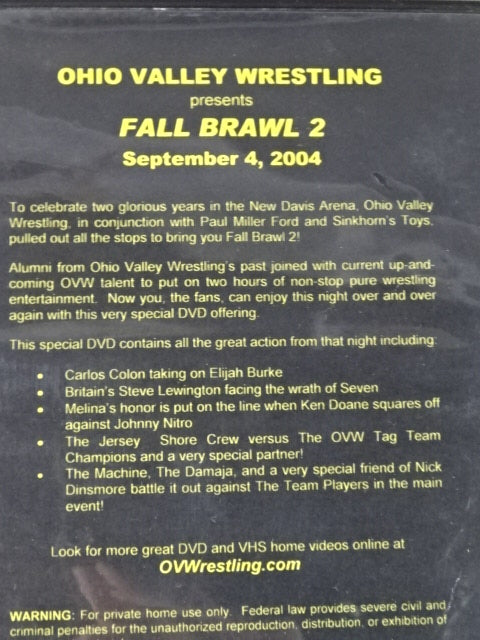 OHIO VALLEY WRESTLING
presents
FALL BRAWL 2
September 4, 2004
To celebrate two glorious years in the New Davis Arena, Ohio Valley
Wrestling, in conjunction with Paul Miller Ford and Sinkhorn's Toys,
pulled out all the stops to bring you Fall Brawl 2!
Alumni from Ohio Valley Wrestling's past joined with current up-and-
coming OVW talent to put on two hours of non-stop pure wrestling
entertainment. Now you, the fans, can enjoy this night over and over
again with this very special DVD offering.
This special DVD contains all the great action from that night including:
• Carlos Colon taking on Elijah Burke
• Britain's Steve Lewington facing the wrath of Seven
• Melina's honor is put on the line when Ken Doane squares off
against Johnny Nitro
• The Jersey Shore Crew versus The OVW Tag Team
Champions and a very special partner!
• The Machine, The Damaja, and a very special friend of Nick
Dinsmore battle it out against The Team Players in the main
event!
Look for more great DVD and VHS home videos online at
OVWrestling.com
WARNING: For private home use only. Federal law provides severe civil and
criminal penalties for the unauthorized reproduction, distribution, or exhibition of